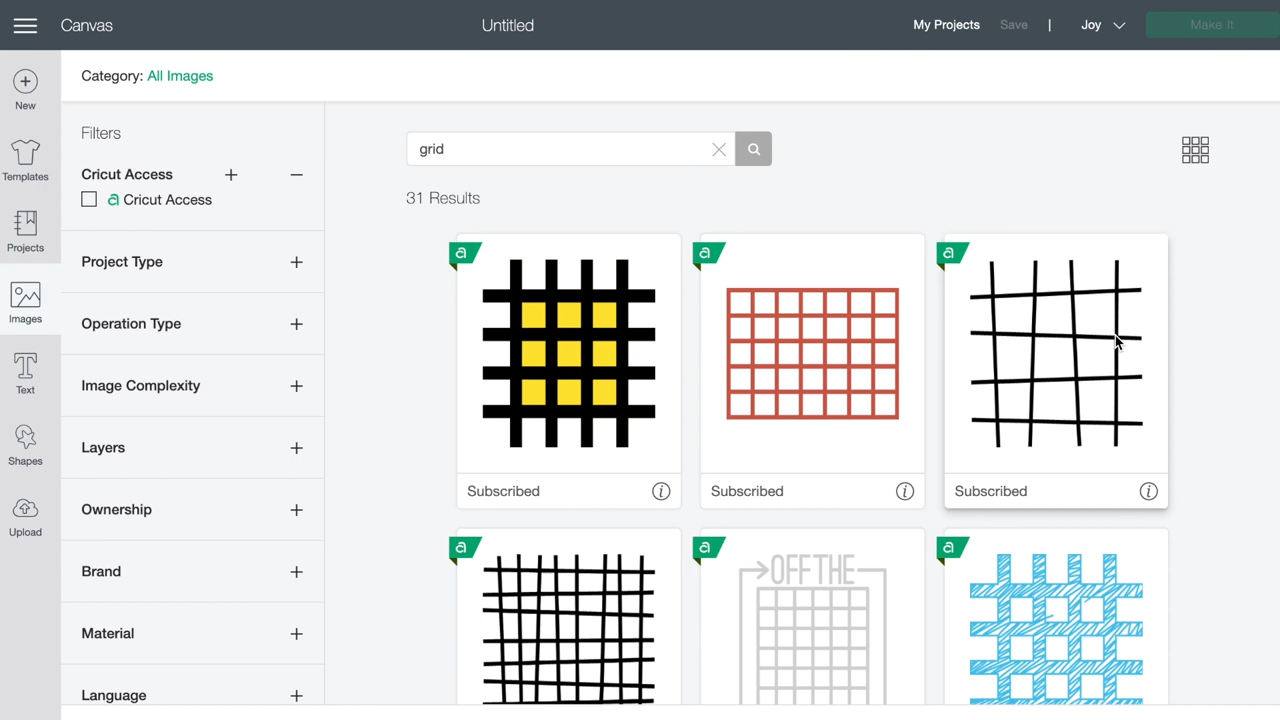 Canvas
Untitled
My Projects Save | Joy
Make It
New
Templates
Projects
Images
Text
Shapes
Upload
Category: All Images
Filters
Cricut Access
a Cricut Access
Project Type
Operation Type
Image Complexity
Layers
Ownership
Brand
Material
Language
grid
31 Results
a
a
a
Subscribed
Subscribed
Subscribed
a
a
a
OFF THE